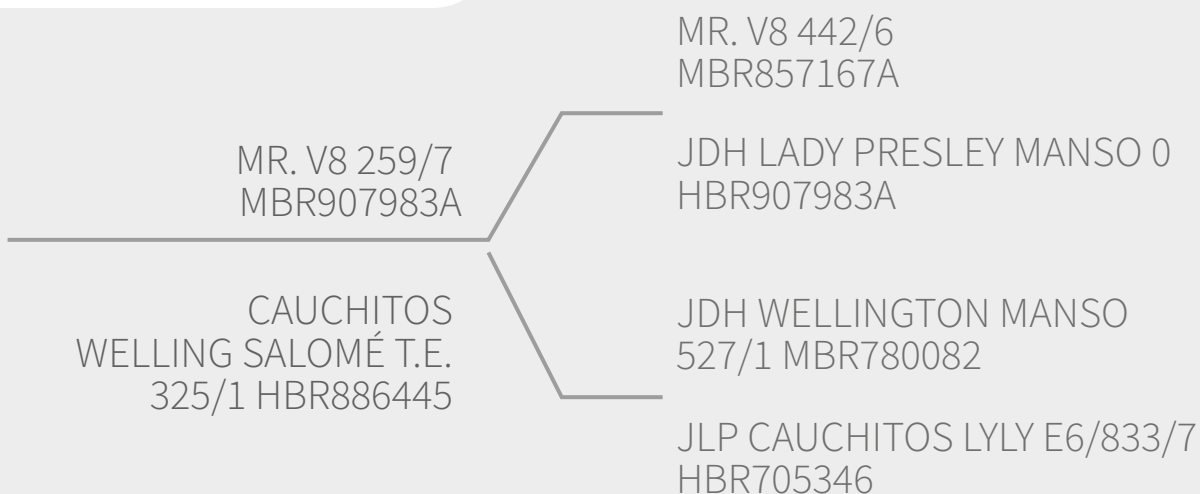 MR. V8 259/7
MBR907983A
CAUCHITOS
WELLING SALOMÉ T.E.
325/1 HBR886445
MR. V8 442/6
MBR857167A
JDH LADY PRESLEY MANSO 0
HBR907983A
JDH WELLINGTON MANSO
527/1 MBR780082
JLP CAUCHITOS LYLY E6/833/7
HBR705346